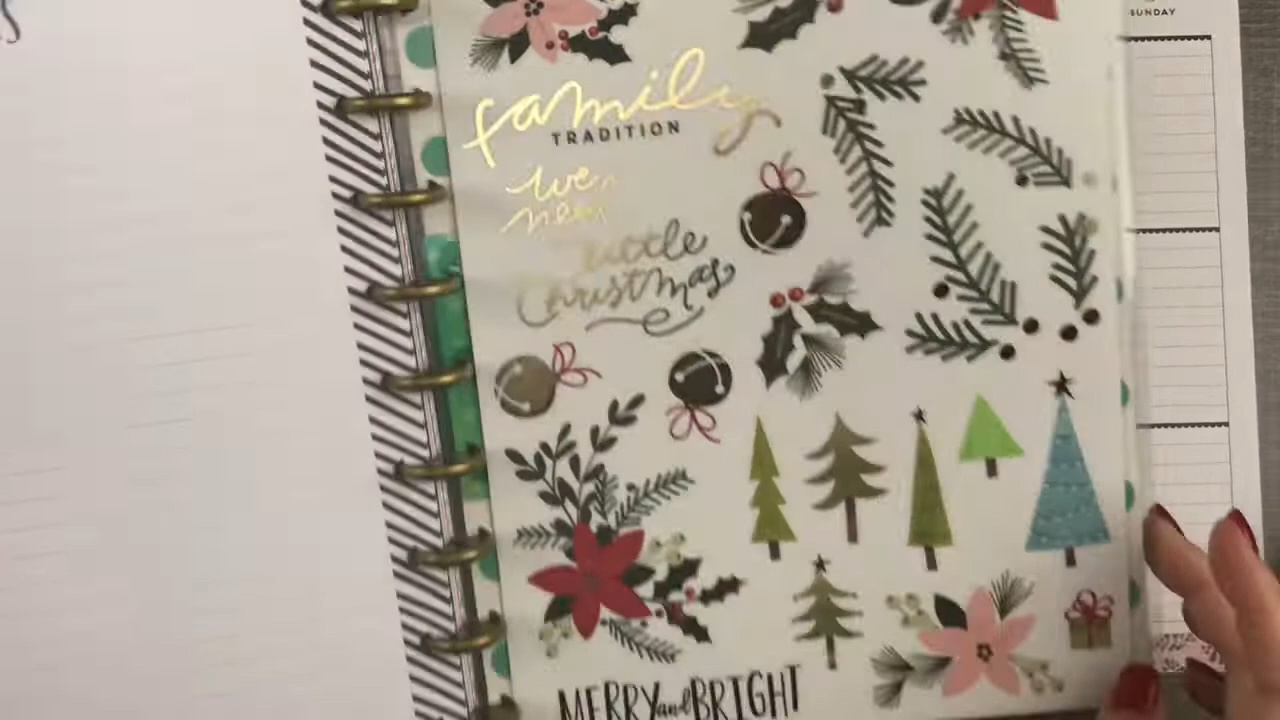 SUNDAY
family
TRADITION
little
Christmas
MERRY and BRIGHT